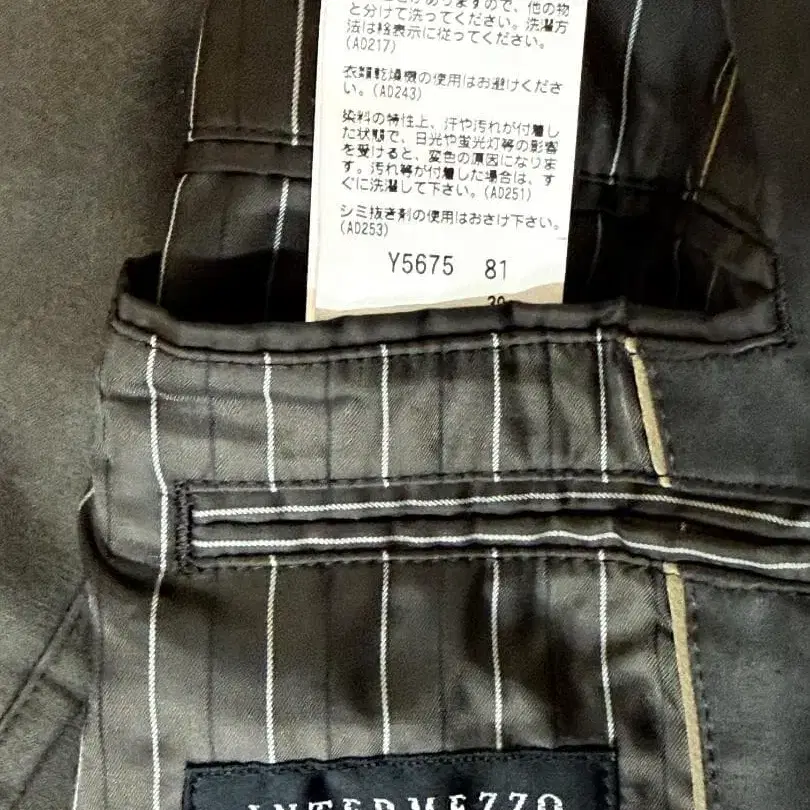 ことがありますので、他の物
と分けて洗ってください。洗濯方
法は絵表示に従ってください。
(AD217)
衣類乾燥機の使用はお避けくださ
い。(AD243)
染料の特性上、汗や汚れが付着し
た状態で、日光や蛍光灯等の影響
を受けると、変色の原因になりま
す。汚れ等が付着した場合は、す
ぐに洗濯して下さい。(AD251)
シミ抜き剤の使用はおさけ下さい。
(AD253)
Y5675 81
39
INTERMEZZO